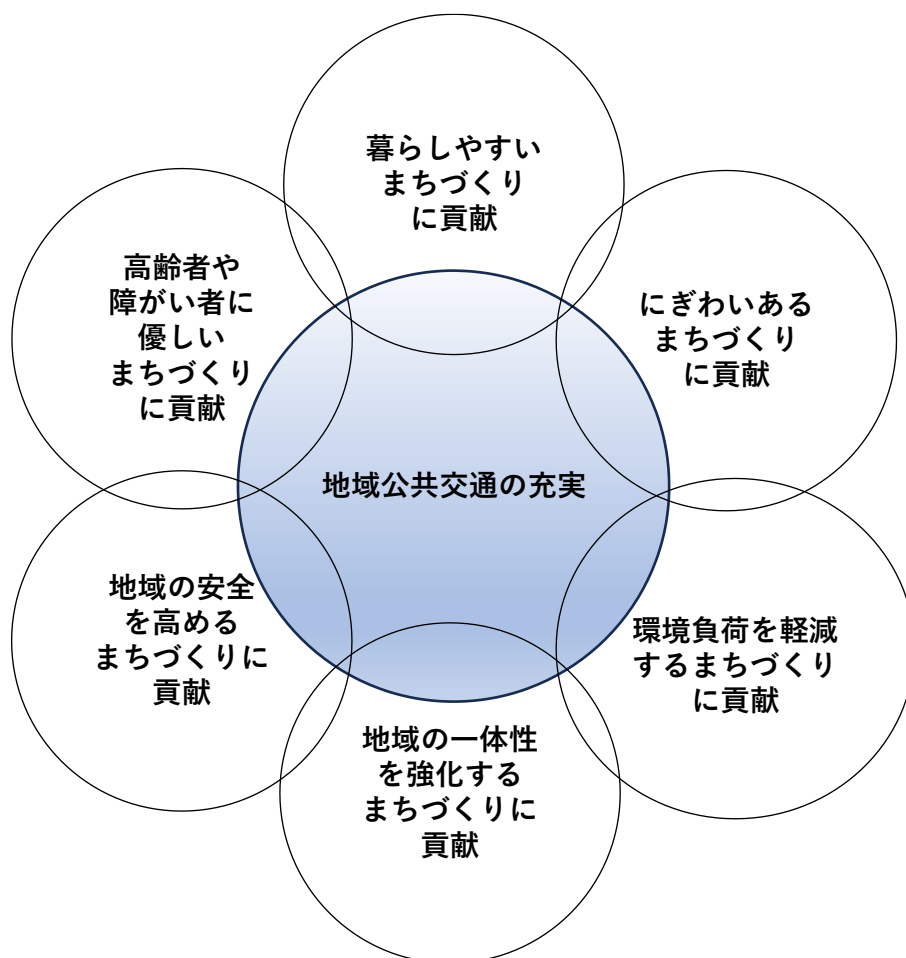 暮らしやすい
まちづくり
に貢献
高齢者や
障がい者に
優しい
まちづくり
に貢献
にぎわいある
まちづくり
に貢献
地域公共交通の充実
地域の安全
を高める
まちづくりに
貢献
環境負荷を軽減
するまちづくり
に貢献
地域の一体性
を強化する
まちづくりに
貢献